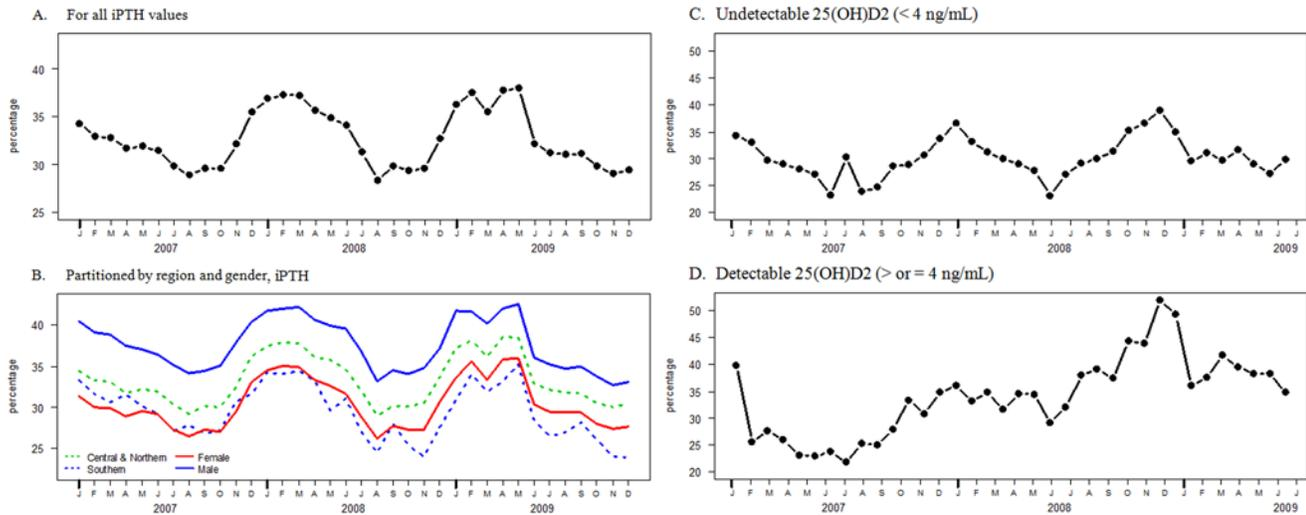 A. For all iPTH values
percentage
40
35
30
25
J F M A M J J A S O N D J F M A M J J A S O N D J F M A M J J A S O N D
2007 2008 2009
B. Partitioned by region and gender, iPTH
percentage
40
35
30
25
Central & Northern Female
Southern Male
J F M A M J J A S O N D J F M A M J J A S O N D J F M A M J J A S O N D
2007 2008 2009
C. Undetectable 25(OH)D2 (< 4 ng/mL)
percentage
50
45
40
35
30
25
20
J F M A M J J A S O N D J F M A M J J A S O N D J F M A M J J
2007 2008 2009
D. Detectable 25(OH)D2 (> or = 4 ng/mL)
percentage
50
45
40
35
30
25
20
J F M A M J J A S O N D J F M A M J J A S O N D J F M A M J J
2007 2008 2009